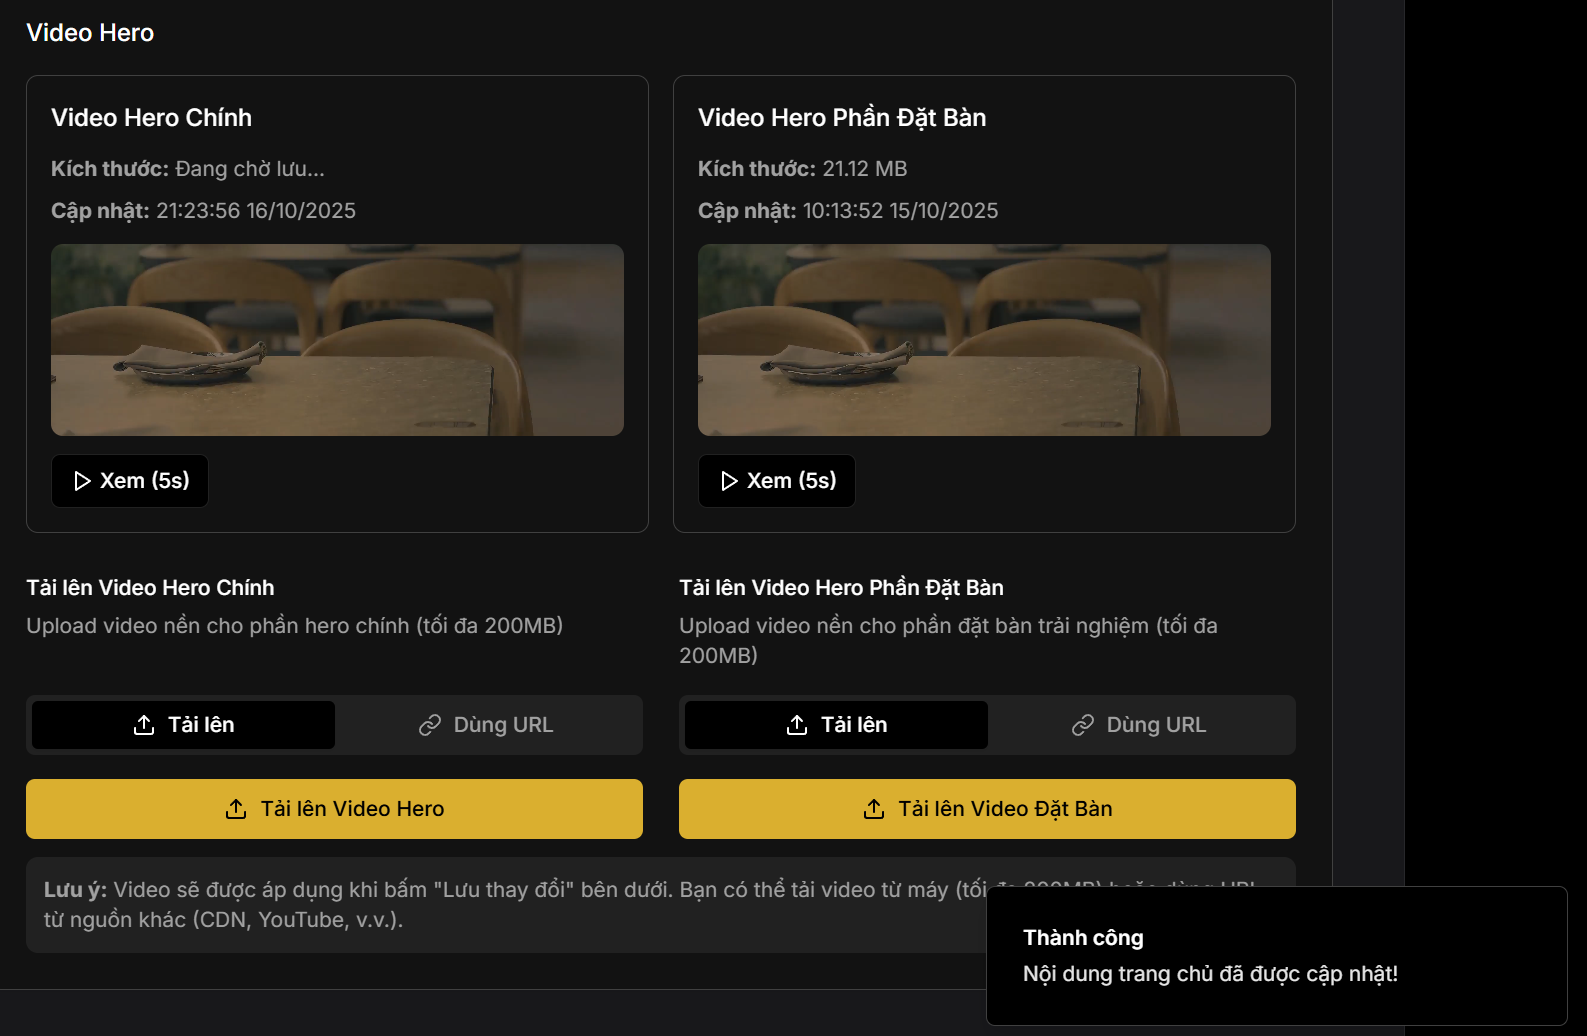 Video Hero
Video Hero Chính
Kích thước: Đang chờ lưu...
Cập nhật: 21:23:56 16/10/2025
Xem (5s)
Video Hero Phần Đặt Bàn
Kích thước: 21.12 MB
Cập nhật: 10:13:52 15/10/2025
Xem (5s)
Tải lên Video Hero Chính
Upload video nền cho phần hero chính (tối đa 200MB)
Tải lên
Dùng URL
Tải lên Video Hero
Tải lên Video Hero Phần Đặt Bàn
Upload video nền cho phần đặt bàn trải nghiệm (tối đa
200MB)
Tải lên
Dùng URL
Tải lên Video Đặt Bàn
Lưu ý: Video sẽ được áp dụng khi bấm "Lưu thay đổi" bên dưới. Bạn có thể tải video từ máy (tối
từ nguồn khác (CDN, YouTube, v.v.).
Thành công
Nội dung trang chủ đã được cập nhật!